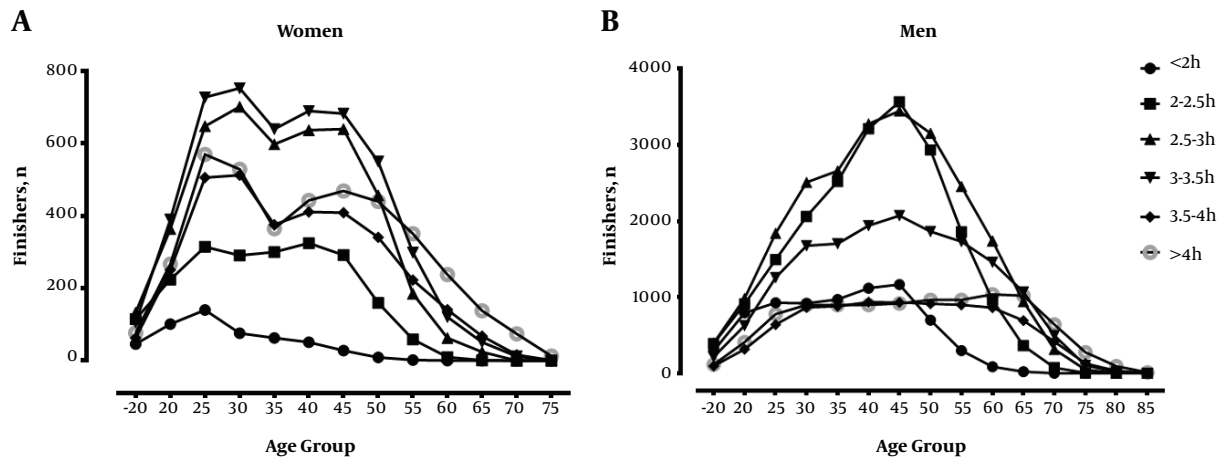 A
Women
Finishers, n
800
600
400
200
0
-20 20 25 30 35 40 45 50 55 60 65 70 75
Age Group
B
Men
Finishers, n
4000
3000
2000
1000
0
-20 20 25 30 35 40 45 50 55 60 65 70 75 80 85
Age Group
<2h
2-2.5h
2.5-3h
3-3.5h
3.5-4h
>4h